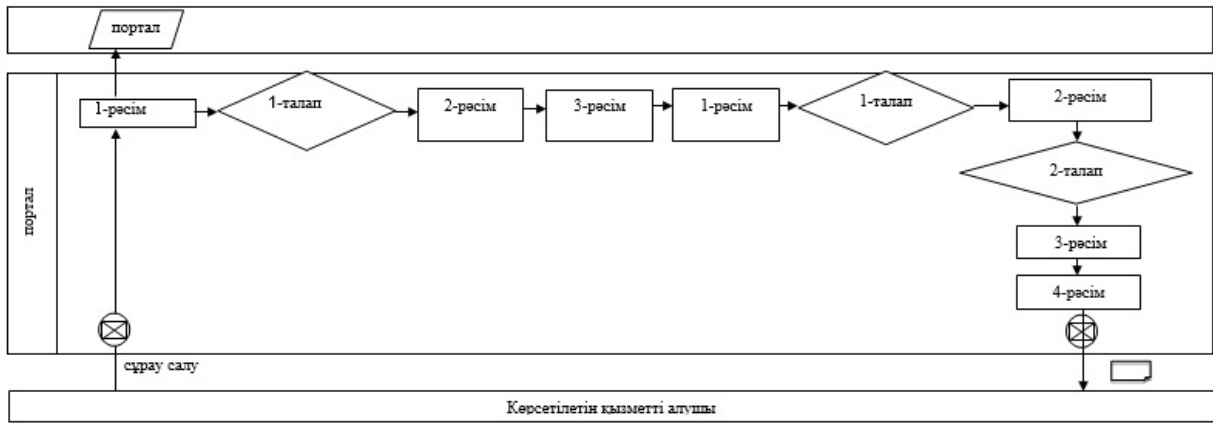 портал
1-рәсім
1-талап
2-рәсім
3-рәсім
1-рәсім
1-талап
2-рәсім
2-талап
3-рәсім
4-рәсім
портал
сұрау салу
Көрсетілетін қызметті алушы